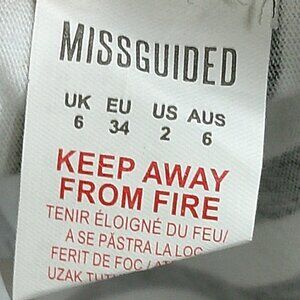 MISSGUIDED
UK EU US AUS
6 34 2 6
KEEP AWAY
FROM FIRE
TENIR ÉLOIGNÉ DU FEU/
A SE PĂSTRA LA LOC
FERIT DE FOC /
UZAK